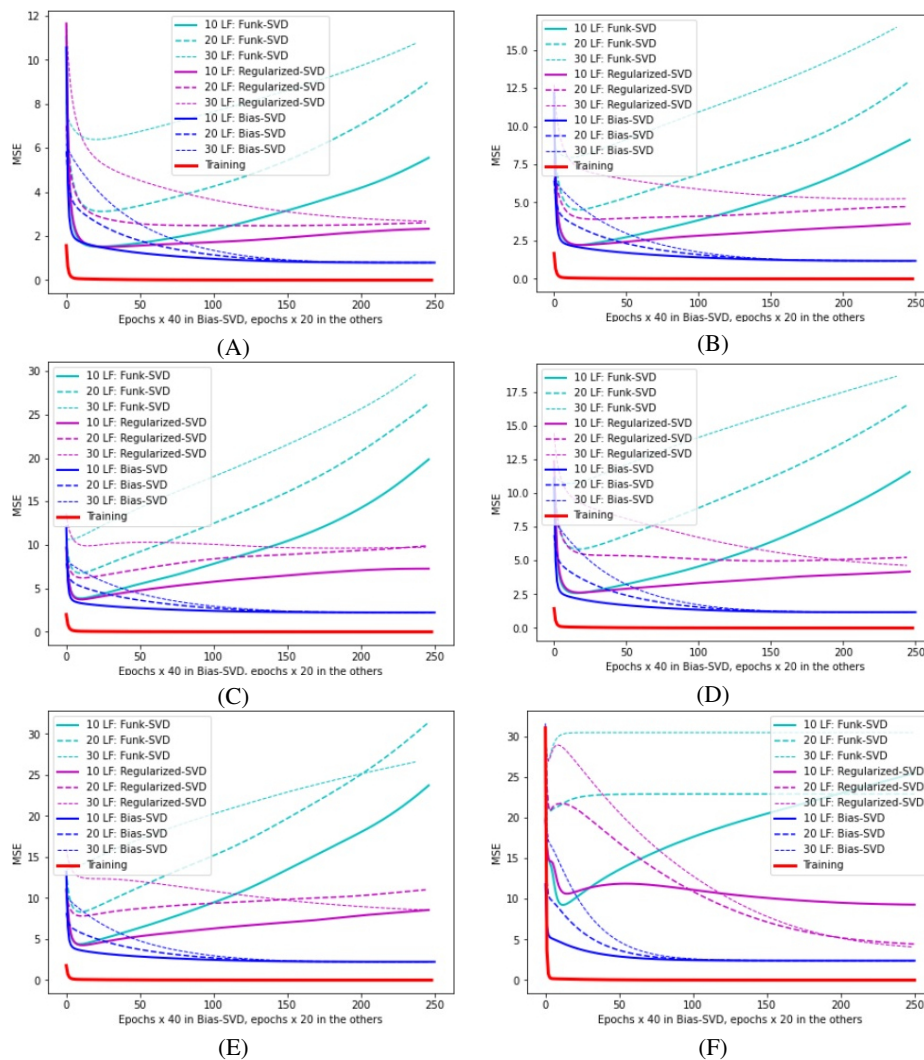 12
10
8
6
4
2
0
MSE
10 LF: Funk-SVD
20 LF: Funk-SVD
30 LF: Funk-SVD
10 LF: Regularized-SVD
20 LF: Regularized-SVD
30 LF: Regularized-SVD
10 LF: Bias-SVD
20 LF: Bias-SVD
30 LF: Bias-SVD
Training
0 50 100 150 200 250
Epochs x 40 in Bias-SVD, epochs x 20 in the others
(A)
15.0
12.5
10.0
7.5
5.0
2.5
0.0
MSE
10 LF: Funk-SVD
20 LF: Funk-SVD
30 LF: Funk-SVD
10 LF: Regularized-SVD
20 LF: Regularized-SVD
30 LF: Regularized-SVD
10 LF: Bias-SVD
20 LF: Bias-SVD
30 LF: Bias-SVD
Training
0 50 100 150 200 250
Epochs x 40 in Bias-SVD, epochs x 20 in the others
(B)
30
25
20
15
10
5
0
MSE
10 LF: Funk-SVD
20 LF: Funk-SVD
30 LF: Funk-SVD
10 LF: Regularized-SVD
20 LF: Regularized-SVD
30 LF: Regularized-SVD
10 LF: Bias-SVD
20 LF: Bias-SVD
30 LF: Bias-SVD
Training
0 50 100 150 200 250
Epochs x 40 in Bias-SVD, epochs x 20 in the others
(C)
17.5
15.0
12.5
10.0
7.5
5.0
2.5
0.0
MSE
10 LF: Funk-SVD
20 LF: Funk-SVD
30 LF: Funk-SVD
10 LF: Regularized-SVD
20 LF: Regularized-SVD
30 LF: Regularized-SVD
10 LF: Bias-SVD
20 LF: Bias-SVD
30 LF: Bias-SVD
Training
0 50 100 150 200 250
Epochs x 40 in Bias-SVD, epochs x 20 in the others
(D)
30
25
20
15
10
5
0
MSE
10 LF: Funk-SVD
20 LF: Funk-SVD
30 LF: Funk-SVD
10 LF: Regularized-SVD
20 LF: Regularized-SVD
30 LF: Regularized-SVD
10 LF: Bias-SVD
20 LF: Bias-SVD
30 LF: Bias-SVD
Training
0 50 100 150 200 250
Epochs x 40 in Bias-SVD, epochs x 20 in the others
(E)
30
25
20
15
10
5
0
MSE
10 LF: Funk-SVD
20 LF: Funk-SVD
30 LF: Funk-SVD
10 LF: Regularized-SVD
20 LF: Regularized-SVD
30 LF: Regularized-SVD
10 LF: Bias-SVD
20 LF: Bias-SVD
30 LF: Bias-SVD
Training
0 50 100 150 200 250
Epochs x 40 in Bias-SVD, epochs x 20 in the others
(F)